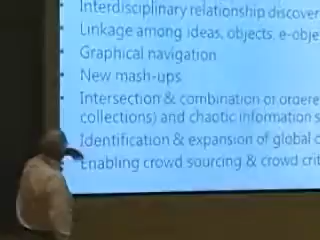 Interdisciplinary relationship discover
Linkage among ideas, objects, e-obje
Graphical navigation
New mash-ups
Intersection & combination of ordere
collections) and chaotic information s
Identification & expansion of global c
Enabling crowd sourcing & crowd crit